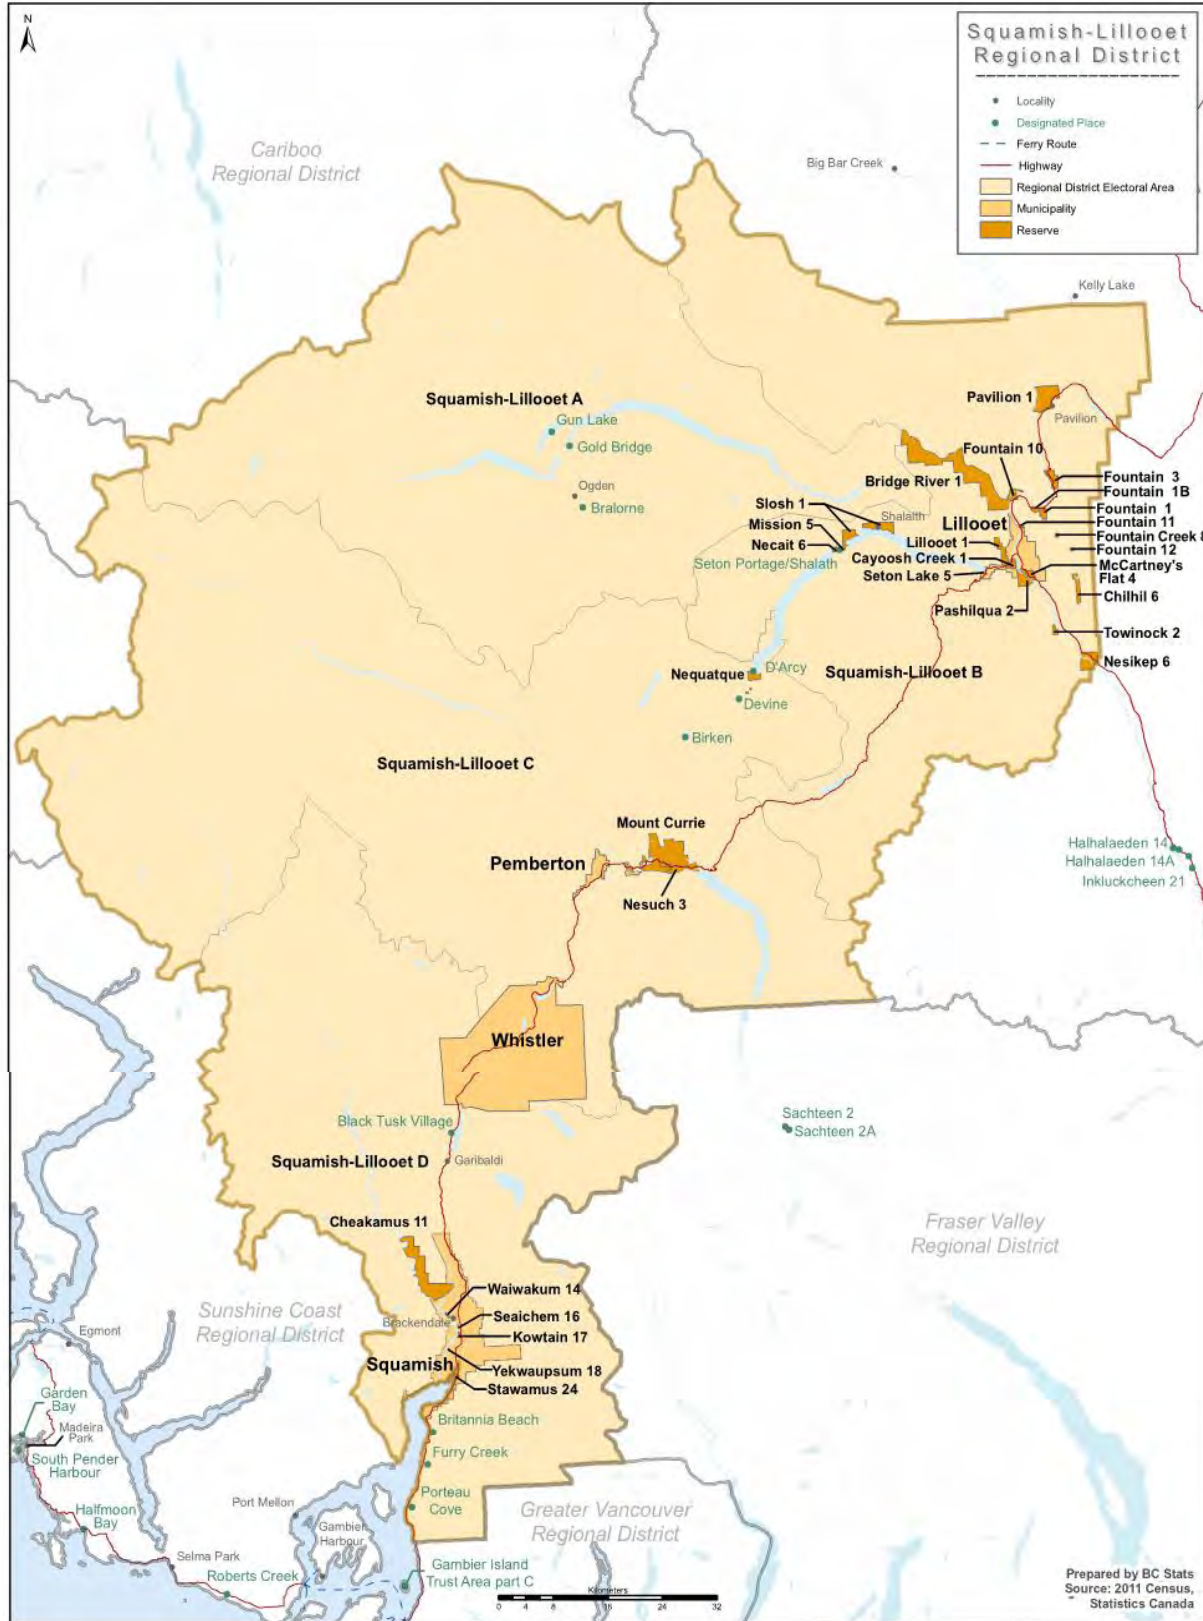 N
Squamish-Lillooet
Regional District
Locality
Designated Place
Ferry Route
Highway
Regional District Electoral Area
Municipality
Reserve
Cariboo
Regional District
Big Bar Creek
Kelly Lake
Squamish-Lillooet A
Gun Lake
Gold Bridge
Ogden
Bralorne
Pavilion 1
Pavilion
Fountain 10
Bridge River 1
Fountain 3
Fountain 1B
Fountain 1
Fountain 11
Fountain Creek 8
Fountain 12
McCartney's
Flat 4
Chilhil 6
Towinock 2
Nesikep 6
Slosh 1
Shalalth
Mission 5
Necait 6
Seton Portage/Shalath
Lillooet
Lillooet 1
Cayoosh Creek 1
Seton Lake 5
Pashilqua 2
Nequatque
D'Arcy
Squamish-Lillooet B
Devine
Birken
Squamish-Lillooet C
Mount Currie
Pemberton
Nesuch 3
Halhalaeden 14
Halhalaeden 14A
Inkluckcheen 21
Whistler
Black Tusk Village
Sachteen 2
Sachteen 2A
Squamish-Lillooet D
Garibaldi
Cheakamus 11
Fraser Valley
Regional District
Waiwakum 14
Seaichem 16
Brackendale
Kowtain 17
Squamish
Yekwaupsum 18
Stawamus 24
Sunshine Coast
Regional District
Egmont
Garden
Bay
Madeira
Park
South Pender
Harbour
Britannia Beach
Furry Creek
Porteau
Cove
Halfmoon
Bay
Port Mellon
Gambier
Harbour
Greater Vancouver
Regional District
Selma Park
Roberts Creek
Gambier Island
Trust Area part C
Kilometers
0 4 8 16 24 32
Prepared by BC Stats
Source: 2011 Census,
Statistics Canada